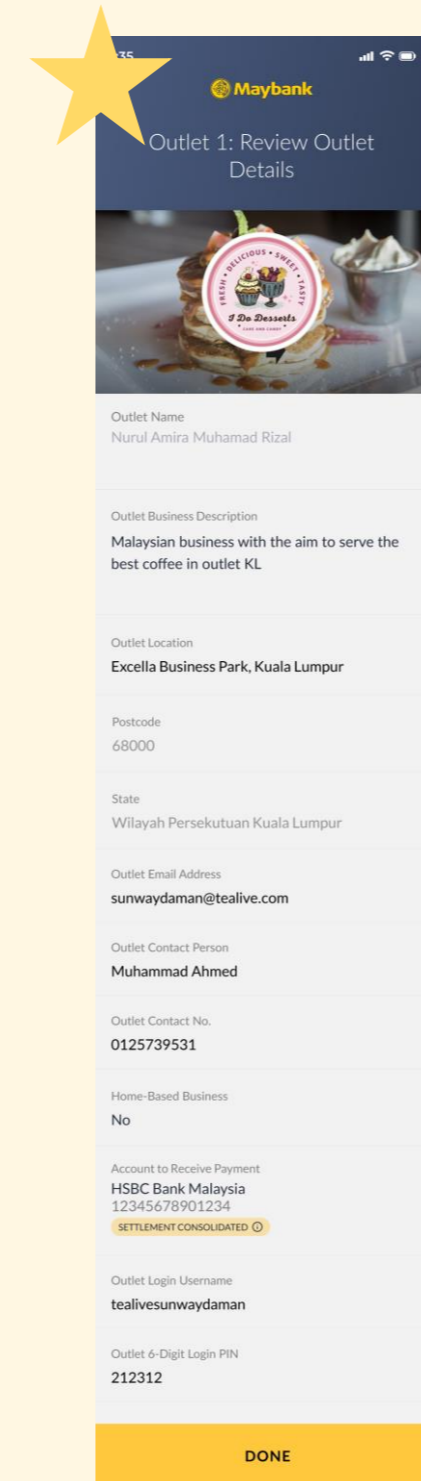 :35
Maybank
Outlet 1: Review Outlet
Details
FRESH • DELICIOUS • SWEET • TASTY
I Do Desserts
CAFE AND CANDY
Outlet Name
Nurul Amira Muhamad Rizal
Outlet Business Description
Malaysian business with the aim to serve the
best coffee in outlet KL
Outlet Location
Excella Business Park, Kuala Lumpur
Postcode
68000
State
Wilayah Persekutuan Kuala Lumpur
Outlet Email Address
sunwaydaman@tealive.com
Outlet Contact Person
Muhammad Ahmed
Outlet Contact No.
0125739531
Home-Based Business
No
Account to Receive Payment
HSBC Bank Malaysia
12345678901234
SETTLEMENT CONSOLIDATED
Outlet Login Username
tealivesunwaydaman
Outlet 6-Digit Login PIN
212312
DONE